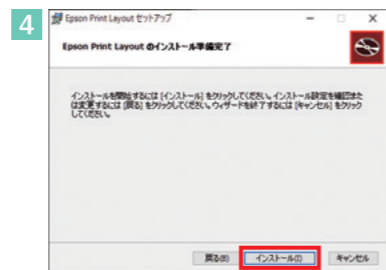 4
Epson Print Layout セットアップ
Epson Print Layout のインストール準備完了
インストールを開始するには [インストール] をクリックしてください。インストール設定を確認また
は変更するには [戻る] をクリックしてください。ウィザードを終了するには [キャンセル] をクリック
してください。
戻る(B) インストール(I) キャンセル